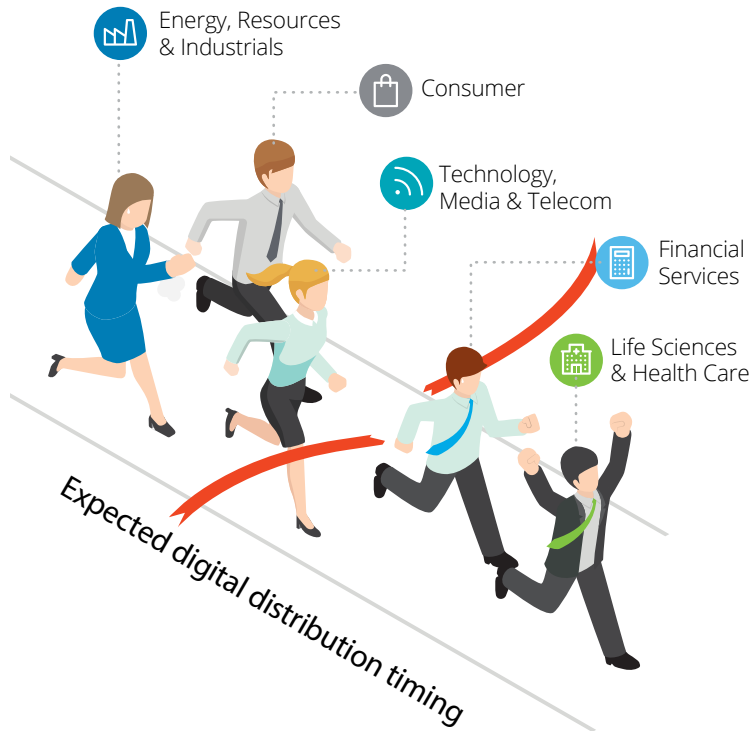 Energy, Resources
& Industrials
Consumer
Technology,
Media & Telecom
Financial
Services
Life Sciences
& Health Care
Expected digital distribution timing